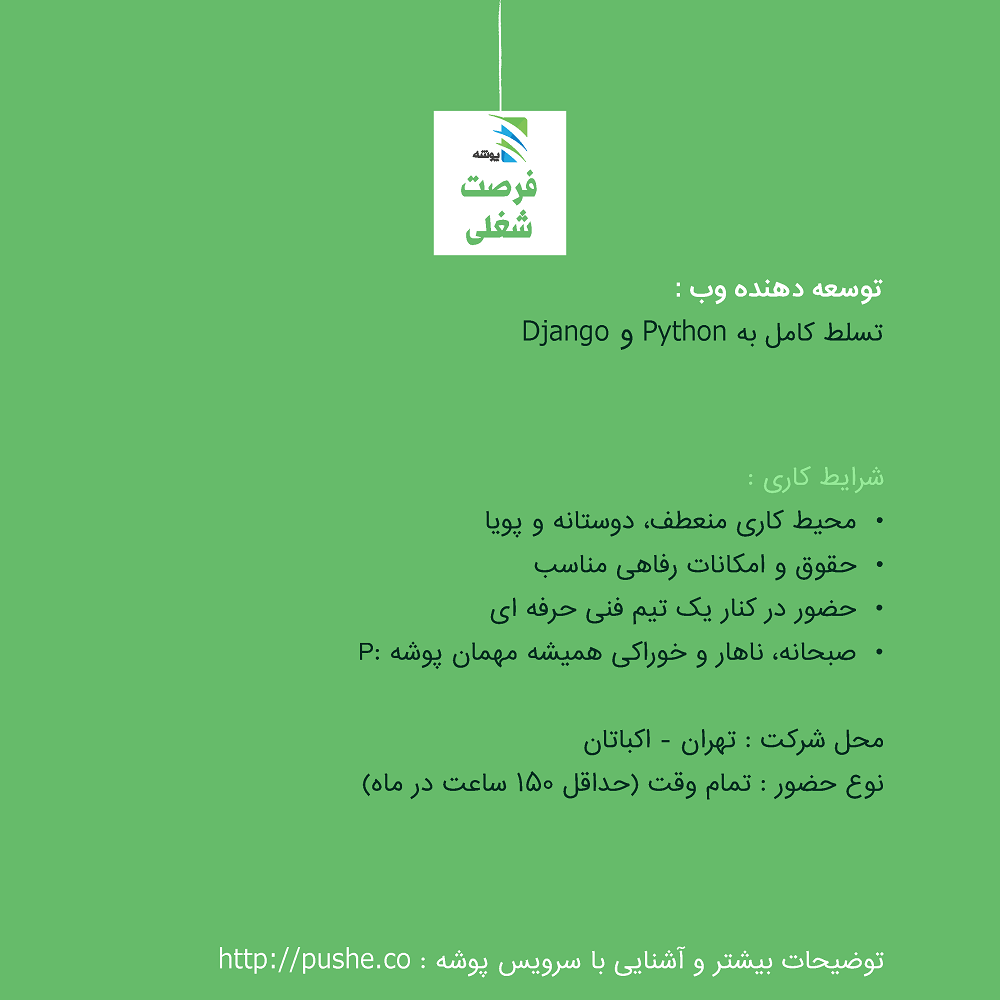 پوشه
فرصت
شغلی
توسعه دهنده وب :
تسلط کامل به Python و Django
شرایط کاری :
• محیط کاری منعطف، دوستانه و پویا
• حقوق و امکانات رفاهی مناسب
• حضور در کنار یک تیم فنی حرفه ای
• صبحانه، ناهار و خوراکی همیشه مهمان پوشه :P
محل شرکت : تهران - اکباتان
نوع حضور : تمام وقت (حداقل ۱۵۰ ساعت در ماه)
توضیحات بیشتر و آشنایی با سرویس پوشه : http://pushe.co